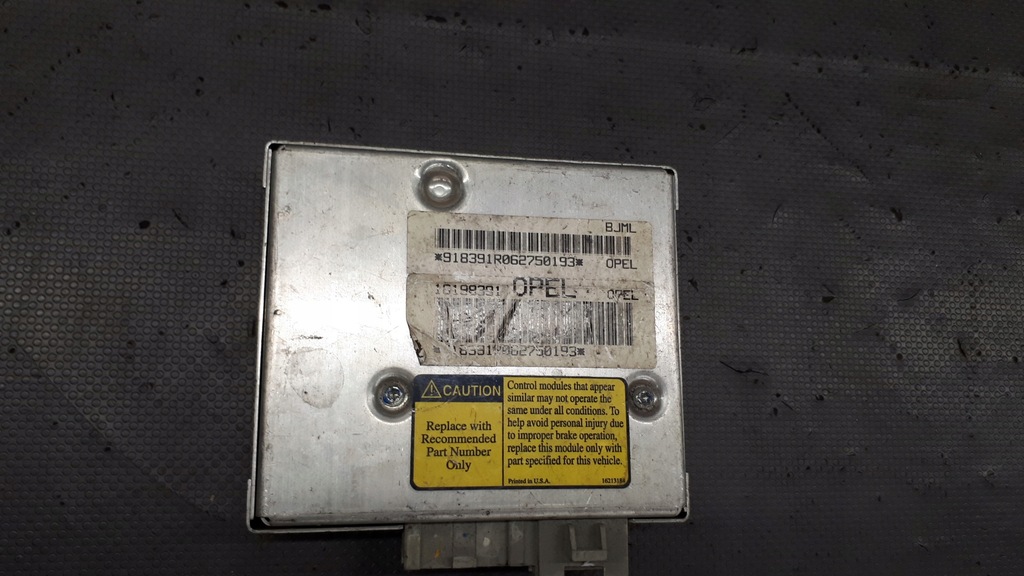 BJML
*918391R062750193* OPEL
16198391 OPEL OPEL
CAUTION
Replace with
Recommended
Part Number
Only
Control modules that appear
similar may not operate the
same under all conditions. To
help avoid personal injury due
to improper brake operation,
replace this module only with
part specified for this vehicle.
Printed in U.S.A.